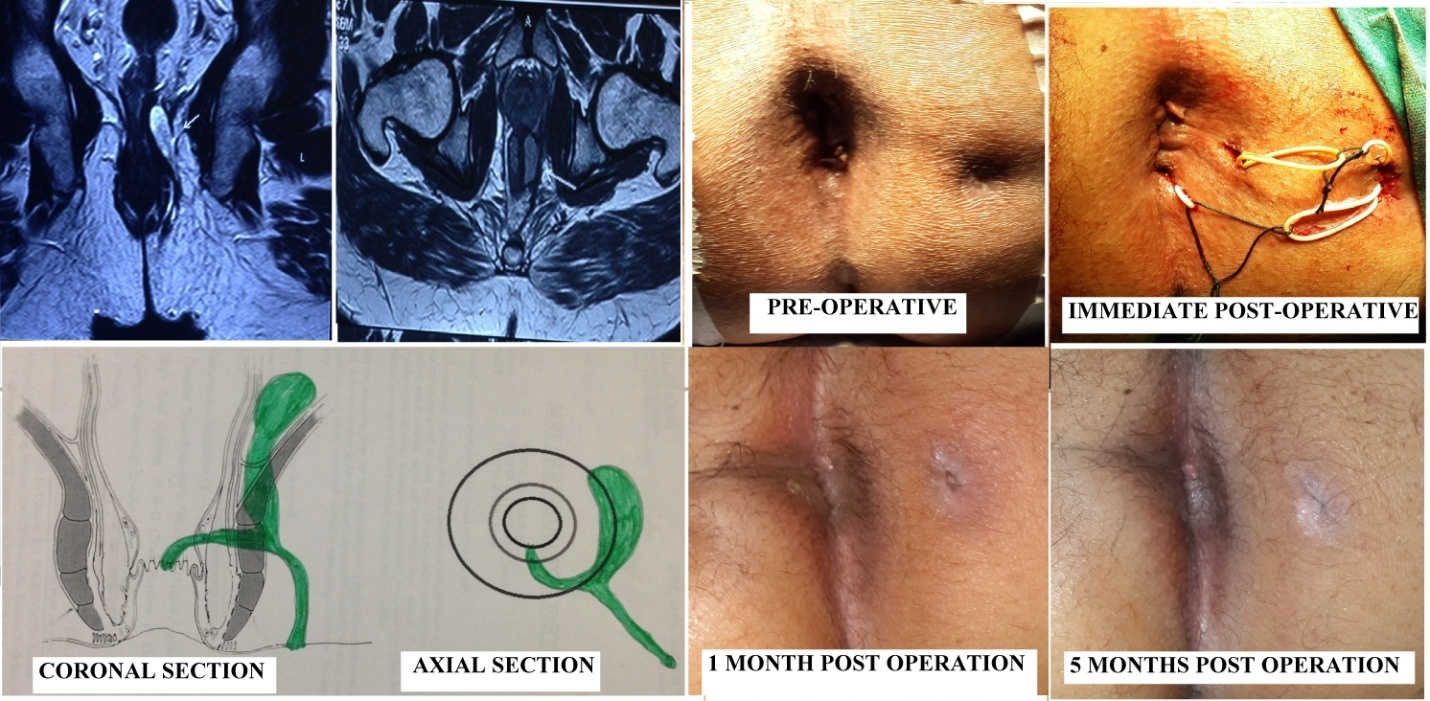 A
L
PRE-OPERATIVE
IMMEDIATE POST-OPERATIVE
CORONAL SECTION
AXIAL SECTION
1 MONTH POST OPERATION
5 MONTHS POST OPERATION